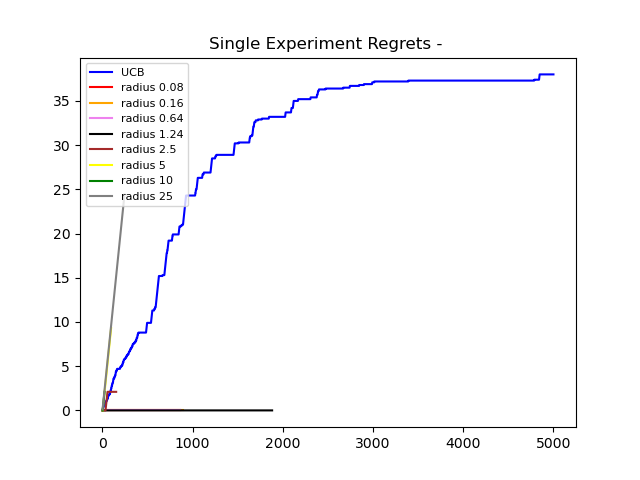 Single Experiment Regrets -
UCB
radius 0.08
radius 0.16
radius 0.64
radius 1.24
radius 2.5
radius 5
radius 10
radius 25
35
30
25
20
15
10
5
0
0 1000 2000 3000 4000 5000